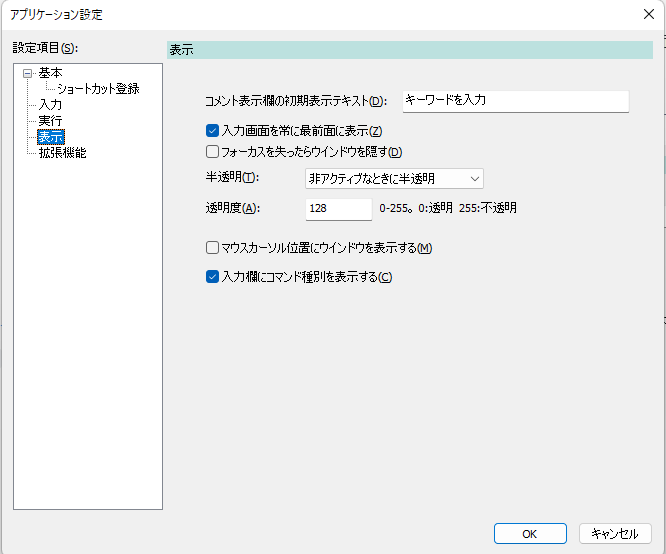 アプリケーション設定
設定項目(S):
基本
ショートカット登録
入力
実行
表示
拡張機能
表示
コメント表示欄の初期表示テキスト(D): キーワードを入力
入力画面を常に最前面に表示(Z)
フォーカスを失ったらウインドウを隠す(D)
半透明(T): 非アクティブなときに半透明
透明度(A): 128 0-255。0:透明 255:不透明
マウスカーソル位置にウインドウを表示する(M)
入力欄にコマンド種別を表示する(C)
OK キャンセル